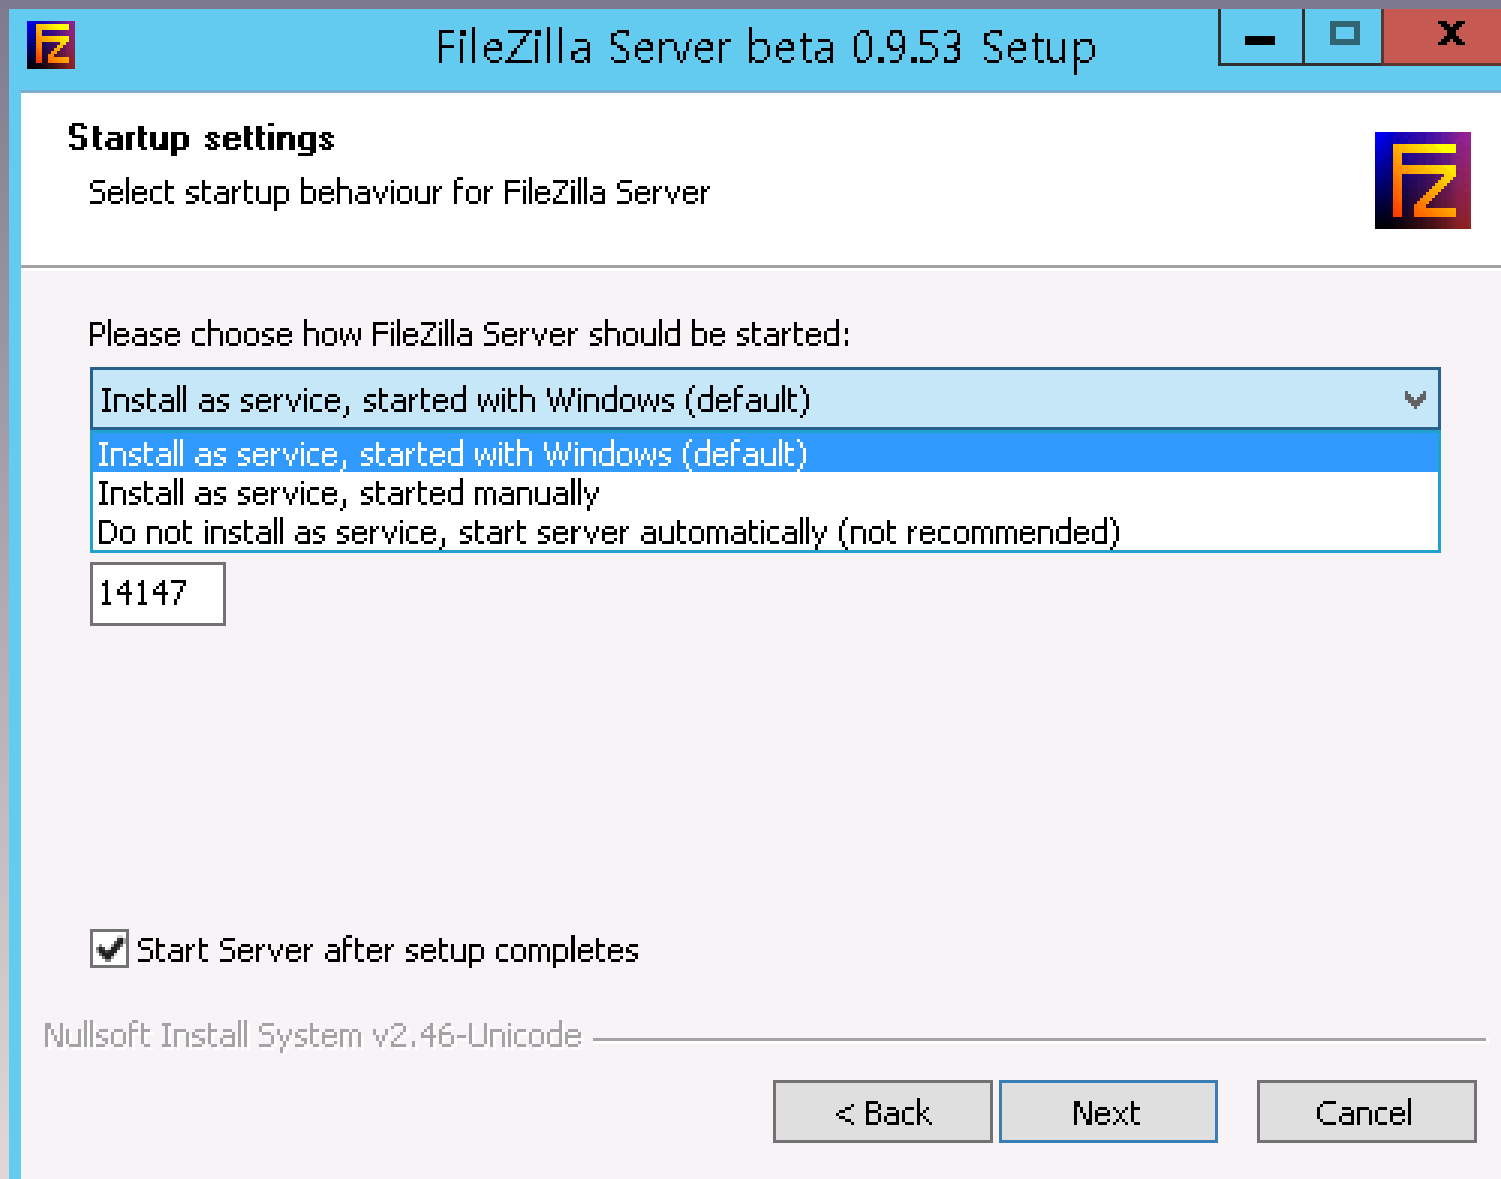 FileZilla Server beta 0.9.53 Setup
Startup settings
Select startup behaviour for FileZilla Server
Please choose how FileZilla Server should be started:
Install as service, started with Windows (default)
Install as service, started with Windows (default)
Install as service, started manually
Do not install as service, start server automatically (not recommended)
14147
Start Server after setup completes
Nullsoft Install System v2.46-Unicode
< Back
Next
Cancel